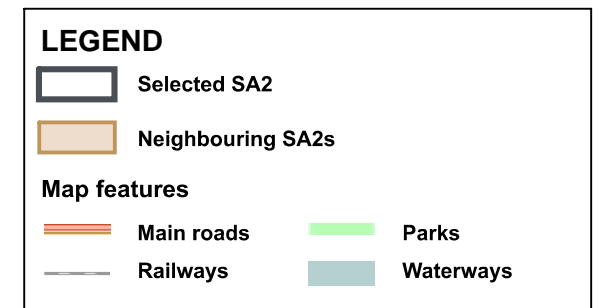 LEGEND
Selected SA2
Neighbouring SA2s
Map features
Main roads
Parks
Railways
Waterways